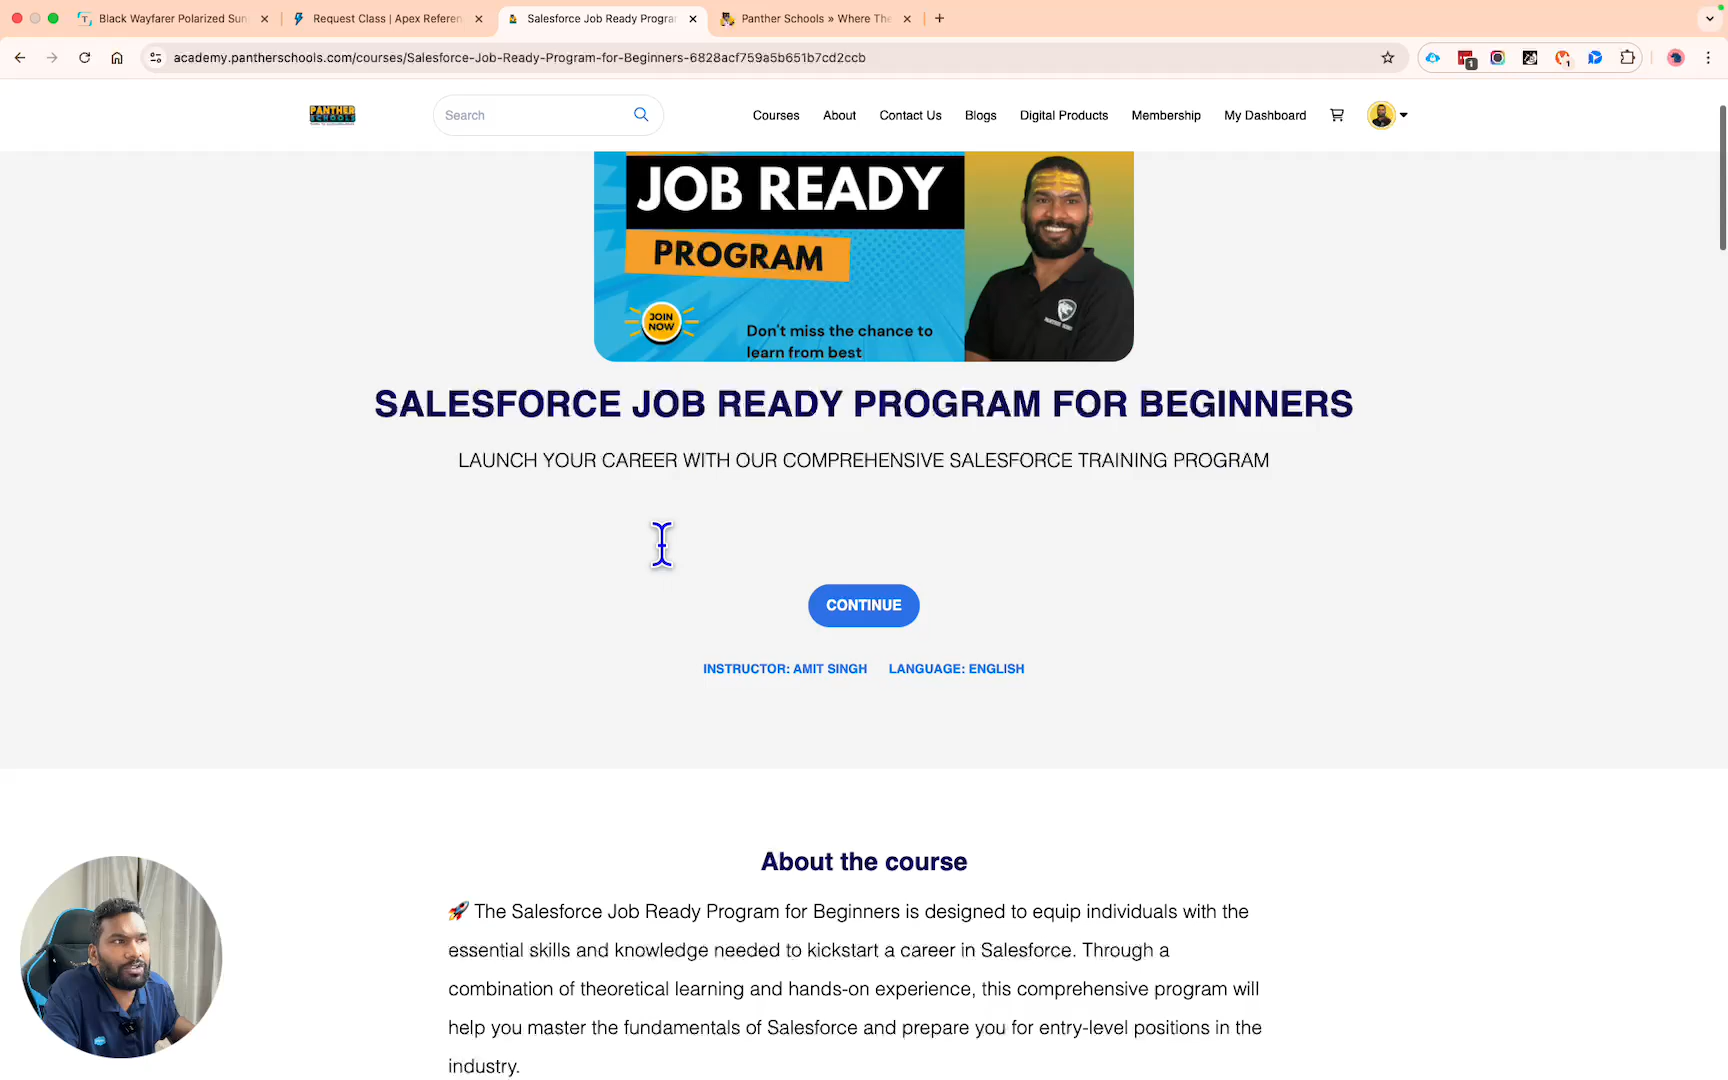 Black Wayfarer Polarized Sun
Request Class | Apex Referen
Salesforce Job Ready Progra
Panther Schools » Where The
academy.pantherschools.com/courses/Salesforce-Job-Ready-Program-for-Beginners-6828acf759a5b651b7cd2ccb
1
1
PANTHER
SCHOOLS
Search
Courses
About
Contact Us
Blogs
Digital Products
Membership
My Dashboard
JOB READY
PROGRAM
JOIN
NOW
Don't miss the chance to
learn from best
SALESFORCE JOB READY PROGRAM FOR BEGINNERS
LAUNCH YOUR CAREER WITH OUR COMPREHENSIVE SALESFORCE TRAINING PROGRAM
CONTINUE
INSTRUCTOR: AMIT SINGH
LANGUAGE: ENGLISH
About the course
🚀 The Salesforce Job Ready Program for Beginners is designed to equip individuals with the
essential skills and knowledge needed to kickstart a career in Salesforce. Through a
combination of theoretical learning and hands-on experience, this comprehensive program will
help you master the fundamentals of Salesforce and prepare you for entry-level positions in the
industry.